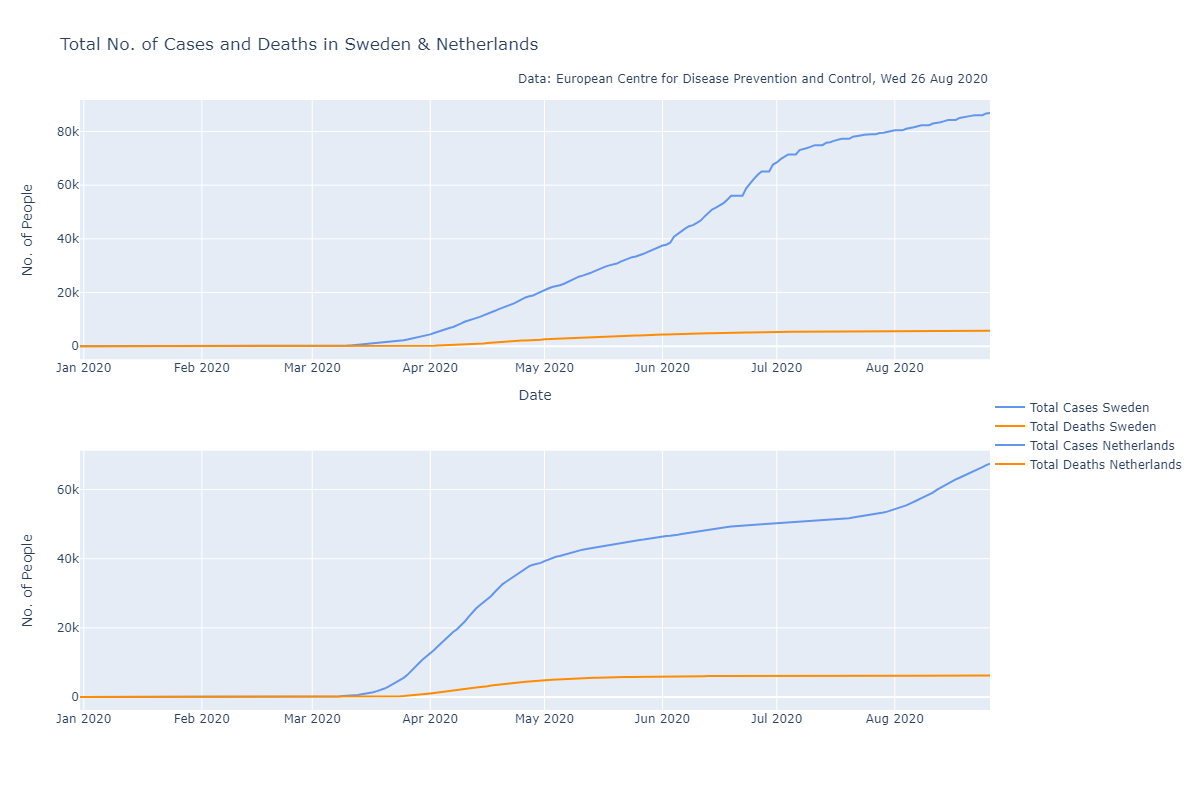 Total No. of Cases and Deaths in Sweden & Netherlands
Data: European Centre for Disease Prevention and Control, Wed 26 Aug 2020
No. of People
80k
60k
40k
20k
0
Jan 2020 Feb 2020 Mar 2020 Apr 2020 May 2020 Jun 2020 Jul 2020 Aug 2020
Date
Total Cases Sweden
Total Deaths Sweden
Total Cases Netherlands
Total Deaths Netherlands
No. of People
60k
40k
20k
0
Jan 2020 Feb 2020 Mar 2020 Apr 2020 May 2020 Jun 2020 Jul 2020 Aug 2020